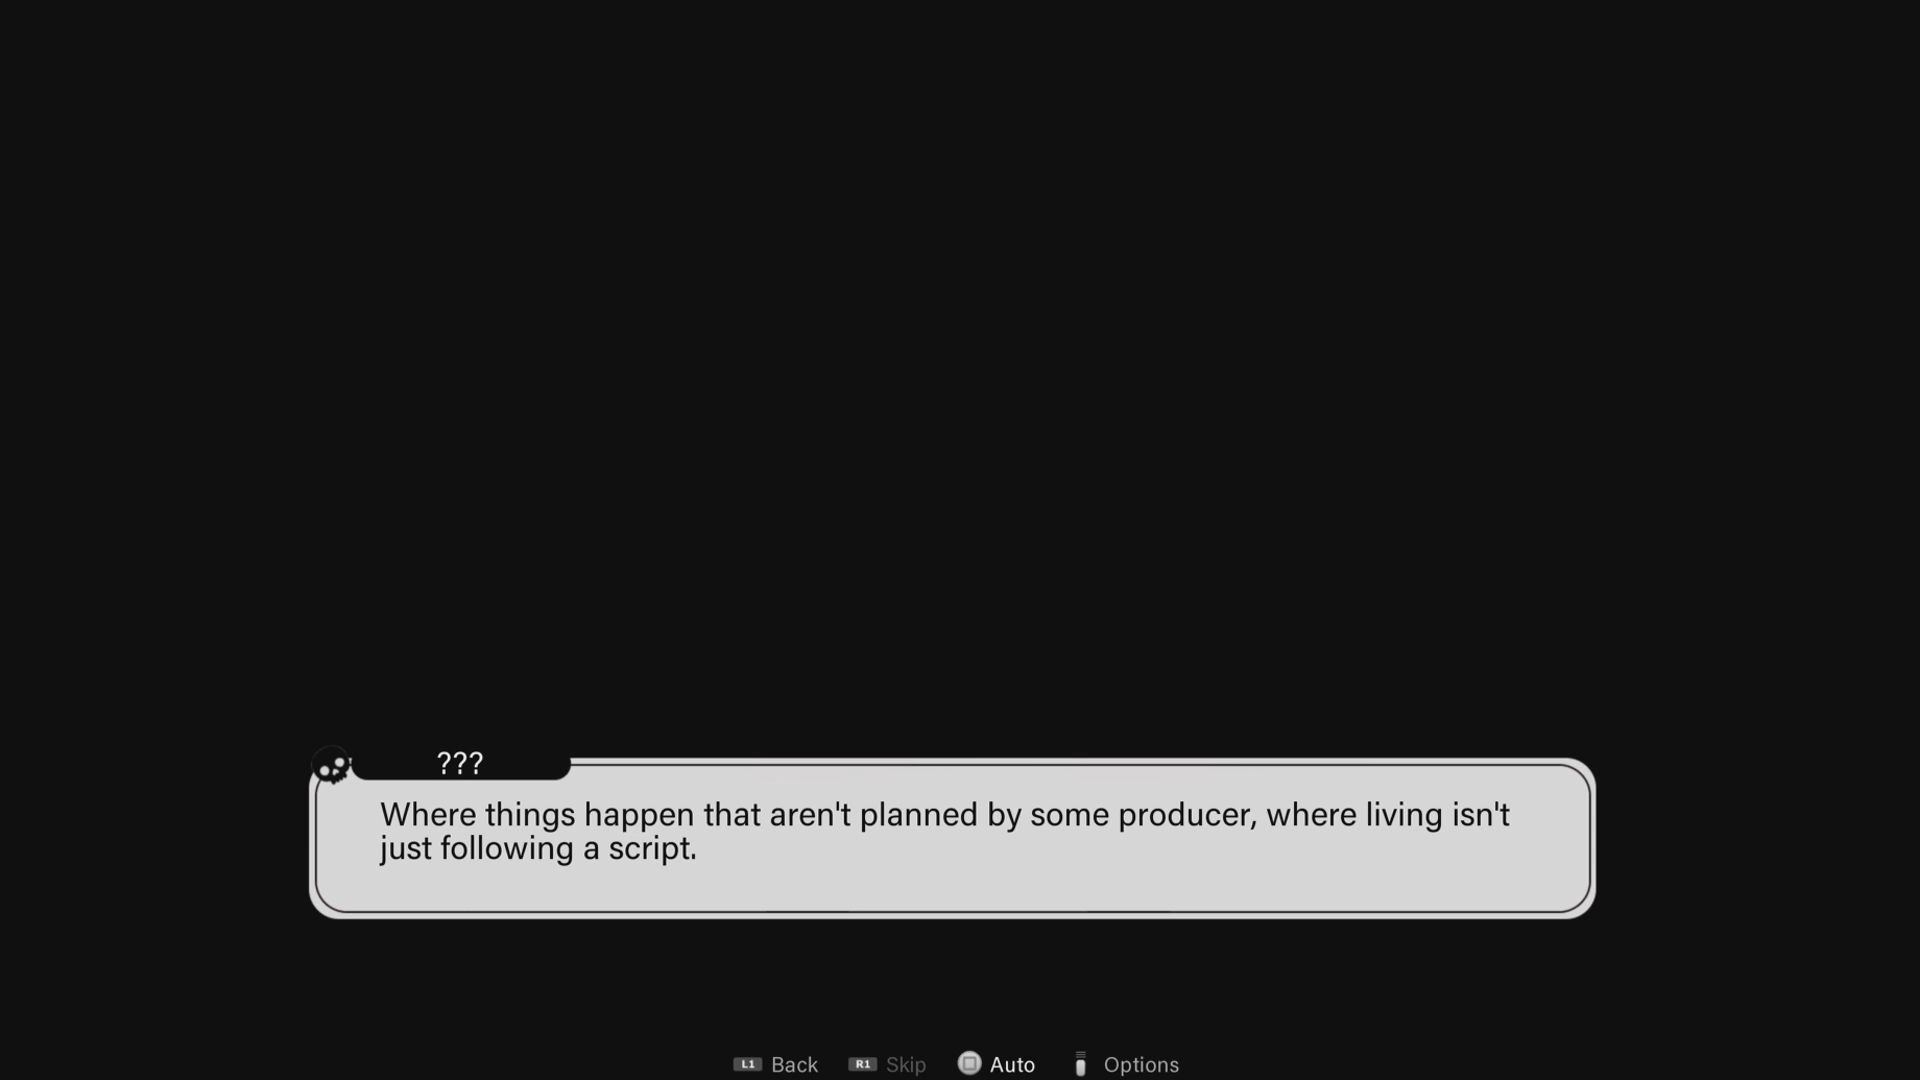 ???
Where things happen that aren't planned by some producer, where living isn't
just following a script.
L1 Back R1 Skip Auto Options